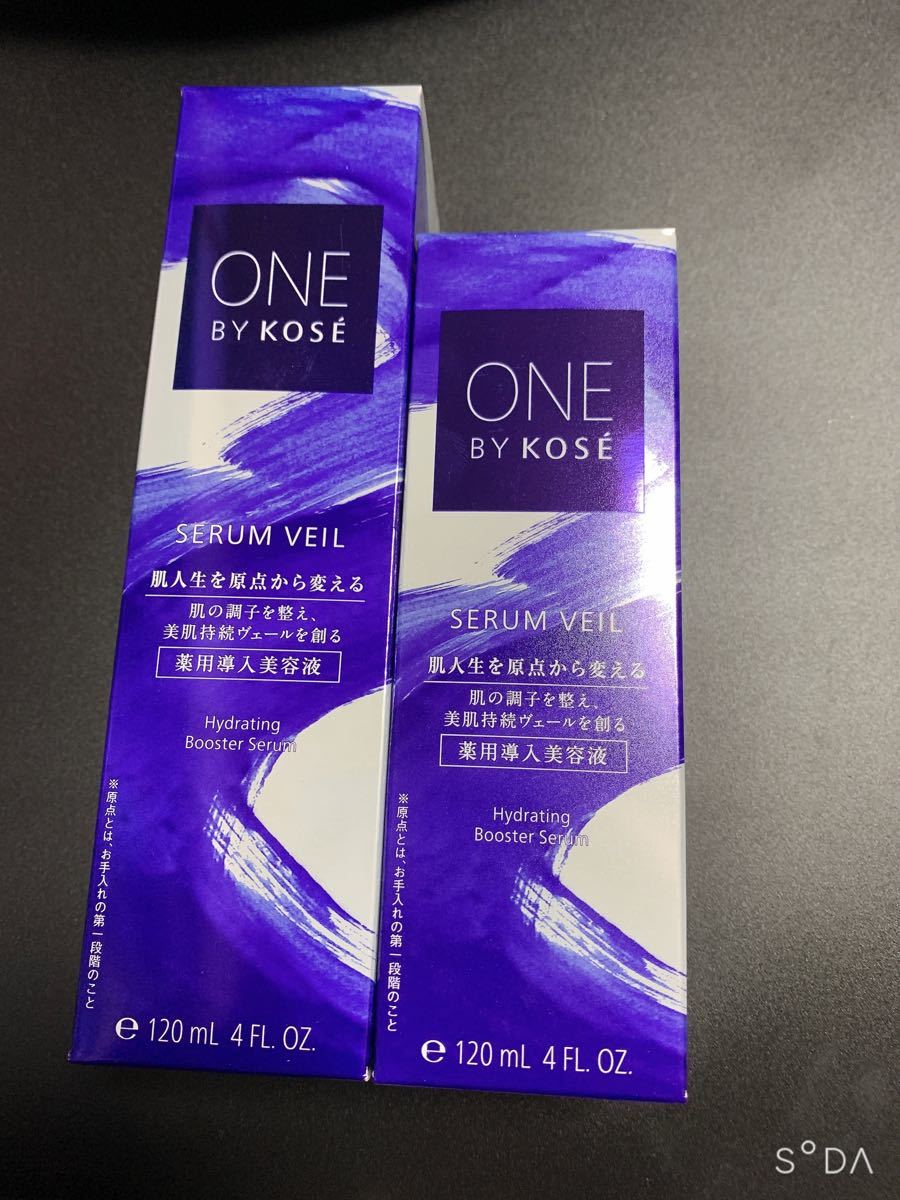 ONE
BY KOSÉ
SERUM VEIL
肌人生を原点から変える
肌の調子を整え、
美肌持続ヴェールを創る
薬用導入美容液
Hydrating
Booster Serum
※原点とは、お手入れの第一段階のこと
e 120 mL 4 FL. OZ.
ONE
BY KOSÉ
SERUM VEIL
肌人生を原点から変える
肌の調子を整え、
美肌持続ヴェールを創る
薬用導入美容液
Hydrating
Booster Serum
※原点とは、お手入れの第一段階のこと
e 120 mL 4 FL. OZ.
SODA